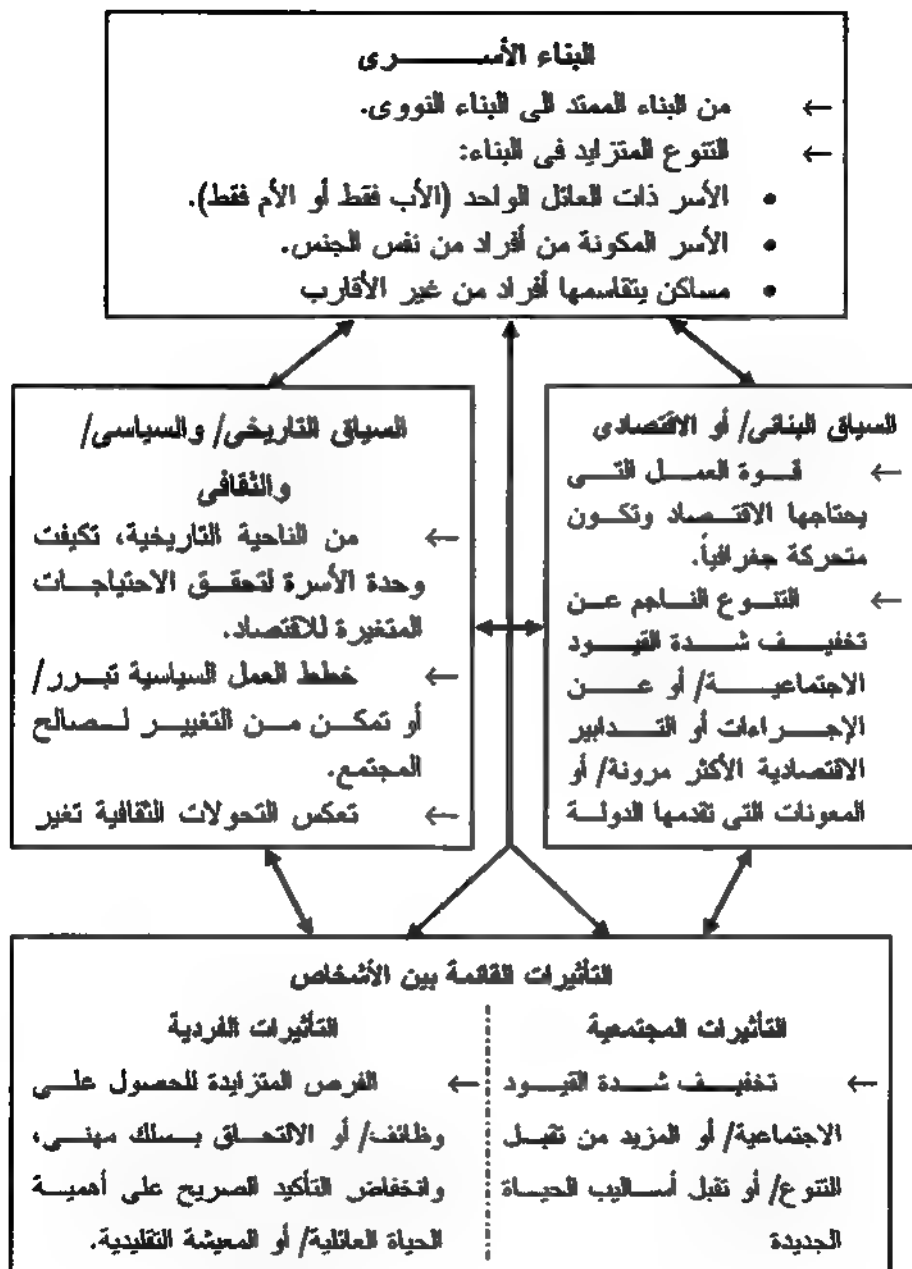 البناء الأســـــرى
← من البناء الممتد الى البناء النووى.
← التنوع المتزايد فى البناء:
• الأسر ذات العائل الواحد (الأب فقط أو الأم فقط).
• الأسر المكونة من أفراد من نفس الجنس.
• مساكن يتقاسمها أفراد من غير الأقارب
السياق البنائى/ أو الاقتصادى
← قوة العمل التى
يحتاجها الاقتصاد وتكون
متحركة جغرافياً.
← التنوع الناجم عن
تخفيف شدة القيود
الاجتماعية/ أو عن
الإجراءات أو التدابير
الاقتصادية الأكثر مرونة/ أو
المعونات التى تقدمها الدولة
السياق التاريخى/ والسياسى/
والثقافى
← من الناحية التاريخية، تكيفت
وحدة الأسرة لتحقق الاحتياجات
المتغيرة للاقتصاد.
← خطط العمل السياسية تبرر/
أو تمكن من التغيير لصالح
المجتمع.
← تعكس التحولات الثقافية تغير
التأثيرات القائمة بين الأشخاص
التأثيرات المجتمعية
← تخفيف شدة القيود
الاجتماعية/ أو المزيد من تقبل
للتنوع/ أو تقبل أساليب الحياة
الجديدة
التأثيرات الفردية
← الفرص المتزايدة للحصول على
وظائف/ أو الالتحاق بسلك مهنى،
وانخفاض التأكيد الصريح على أهمية
الحياة العائلية/ أو المعيشة التقليدية.